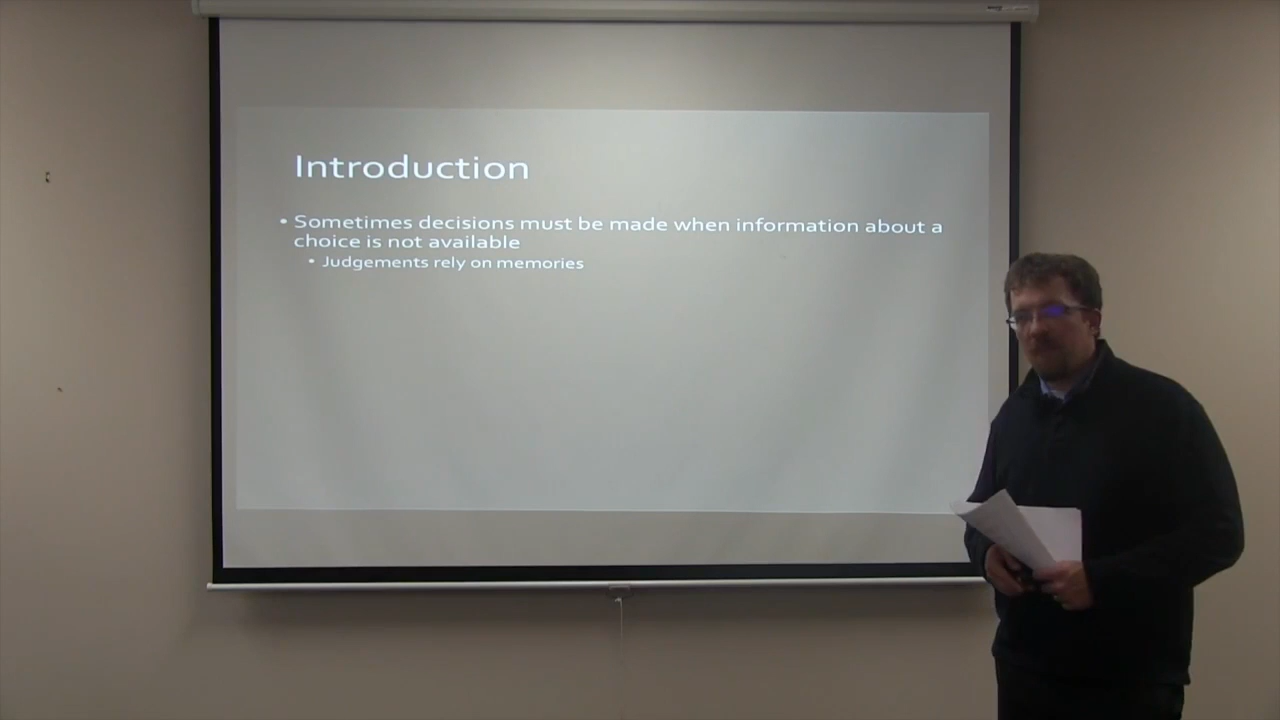 Introduction
• Sometimes decisions must be made when information about a
choice is not available
• Judgements rely on memories